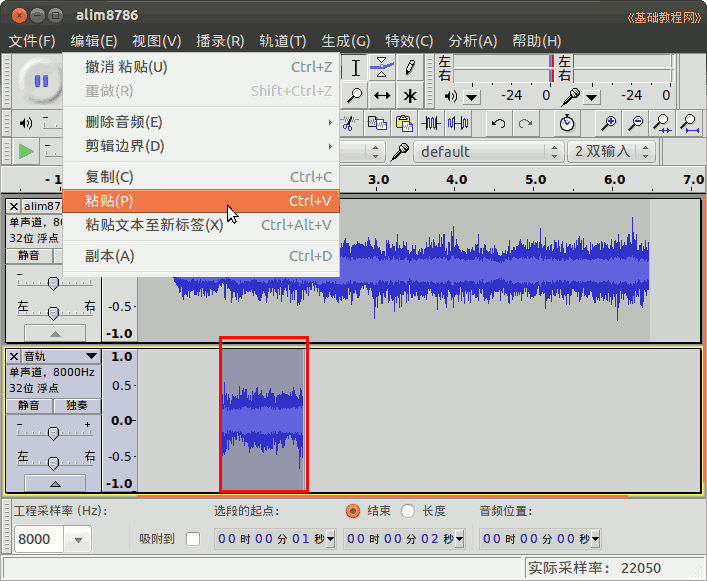 alim8786
《基础教程网》
文件(F) 编辑(E) 视图(V) 播录(R) 轨道(T) 生成(G) 特效(C) 分析(A) 帮助(H)
撤消 粘贴(U) Ctrl+Z
重做(R) Shift+Ctrl+Z
删除音频(E)
剪辑边界(D)
复制(C) Ctrl+C
粘贴(P) Ctrl+V
粘贴文本至新标签(X) Ctrl+Alt+V
副本(A) Ctrl+D
左 左
右 右
-24 0 -24 0
default 2 双输入
- 1 3.0 4.0 5.0 6.0 7.0
alim87
单声道, 80
32位 浮点
静音
- 
左 右
-0.5
-1.0
音轨 1.0
单声道, 8000Hz
32位 浮点 0.5
静音 独奏
0.0
- +
左 右 -0.5
-1.0
工程采样率 (Hz): 选段的起点: 结束 长度 音频位置:
8000 吸附到 00 时 00 分 01 秒 00 时 00 分 02 秒 00 时 00 分 00 秒
实际采样率: 22050